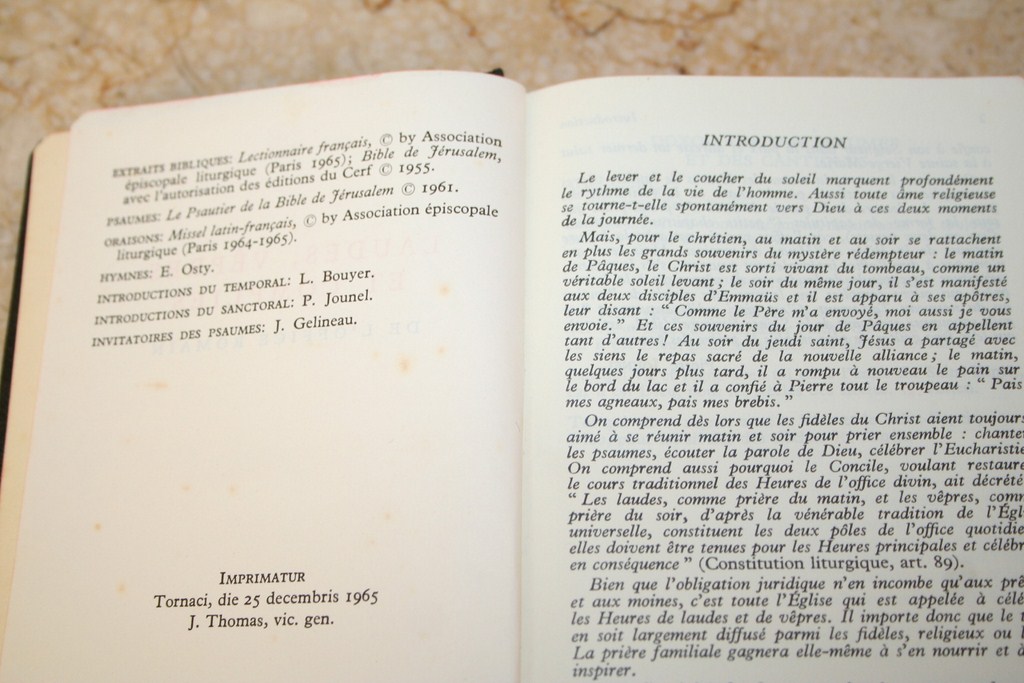 EXTRAITS BIBLIQUES: Lectionnaire français, © by Association
épiscopale liturgique (Paris 1965); Bible de Jérusalem,
avec l'autorisation des éditions du Cerf © 1955.
PSAUMES: Le Psautier de la Bible de Jérusalem © 1961.
ORAISONS: Missel latin-français, © by Association épiscopale
liturgique (Paris 1964-1965).
HYMNES: E. Osty.
INTRODUCTIONS DU TEMPORAL: L. Bouyer.
INTRODUCTIONS DU SANCTORAL: P. Jounel.
INVITATOIRES DES PSAUMES: J. Gelineau.
IMPRIMATUR
Tornaci, die 25 decembris 1965
J. Thomas, vic. gen.
INTRODUCTION
Le lever et le coucher du soleil marquent profondément
le rythme de la vie de l'homme. Aussi toute âme religieuse
se tourne-t-elle spontanément vers Dieu à ces deux moments
de la journée.
Mais, pour le chrétien, au matin et au soir se rattachent
en plus les grands souvenirs du mystère rédempteur : le matin
de Pâques, le Christ est sorti vivant du tombeau, comme un
véritable soleil levant; le soir du même jour, il s'est manifesté
aux deux disciples d'Emmaüs et il est apparu à ses apôtres,
leur disant : “ Comme le Père m'a envoyé, moi aussi je vous
envoie. ” Et ces souvenirs du jour de Pâques en appellent
tant d'autres! Au soir du jeudi saint, Jésus a partagé avec
les siens le repas sacré de la nouvelle alliance; le matin,
quelques jours plus tard, il a rompu à nouveau le pain sur
le bord du lac et il a confié à Pierre tout le troupeau : “ Pais
mes agneaux, pais mes brebis. ”
On comprend dès lors que les fidèles du Christ aient toujour
aimé à se réunir matin et soir pour prier ensemble : chante
les psaumes, écouter la parole de Dieu, célébrer l'Eucharistie
On comprend aussi pourquoi le Concile, voulant restaure
le cours traditionnel des Heures de l'office divin, ait décrété
“ Les laudes, comme prière du matin, et les vêpres, com
prière du soir, d'après la vénérable tradition de l'Égl
universelle, constituent les deux pôles de l'office quotidie
elles doivent être tenues pour les Heures principales et célébr
en conséquence ” (Constitution liturgique, art. 89).
Bien que l'obligation juridique n'en incombe qu'aux prê
et aux moines, c'est toute l'Église qui est appelée à célé
les Heures de laudes et de vêpres. Il importe donc que le
en soit largement diffusé parmi les fidèles, religieux ou
La prière familiale gagnera elle-même à s'en nourrir et à
inspirer.